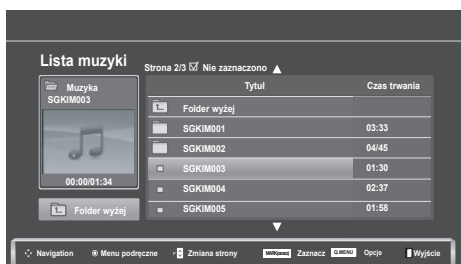 Lista muzyki
Strona 2/3 Nie zaznaczono
Muzyka
SGKIM003
00:00/01:34
Folder wyżej
Tytuł Czas trwania
Folder wyżej
SGKIM001 03:33
SGKIM002 04/45
SGKIM003 01:30
SGKIM004 02:37
SGKIM005 01:58
Navigation Menu podręczne Zmiana strony Zaznacz Q.MENU Opcje Wyjście